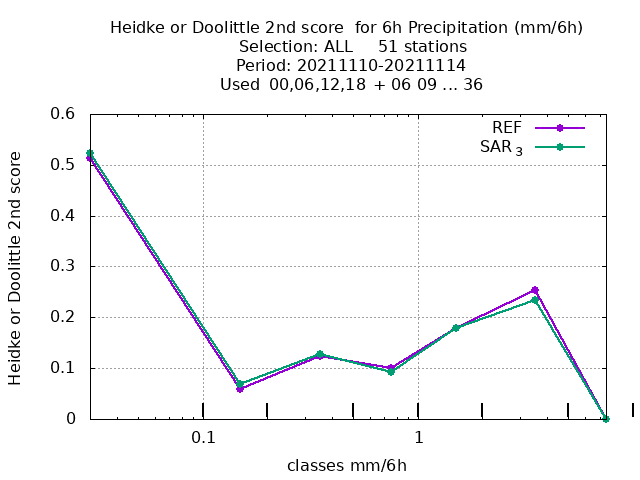 Heidke or Doolittle 2nd score  for 6h Precipitation (mm/6h)
Selection: ALL     51 stations
Period: 20211110-20211114
Used  00,06,12,18  + 06 09 ... 36
REF
SAR 3
0.6
0.5
0.4
0.3
0.2
0.1
0
Heidke or Doolittle 2nd score
0.1
1
classes mm/6h